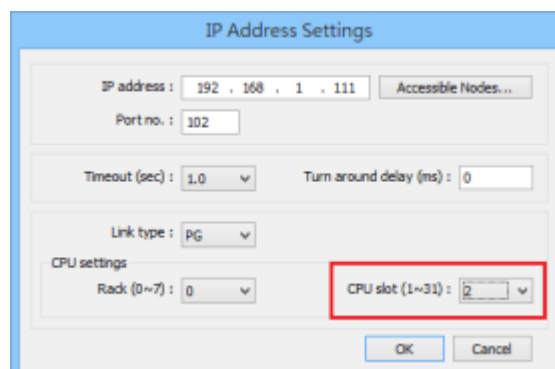 IP Address Settings
IP address : 192 . 168 . 1 . 111 Accessible Nodes...
Port no. : 102
Timeout (sec) : 1.0 Turn around delay (ms) : 0
Link type : PG
CPU settings
Rack (0~7) : 0 CPU slot (1~31) : 2
OK Cancel